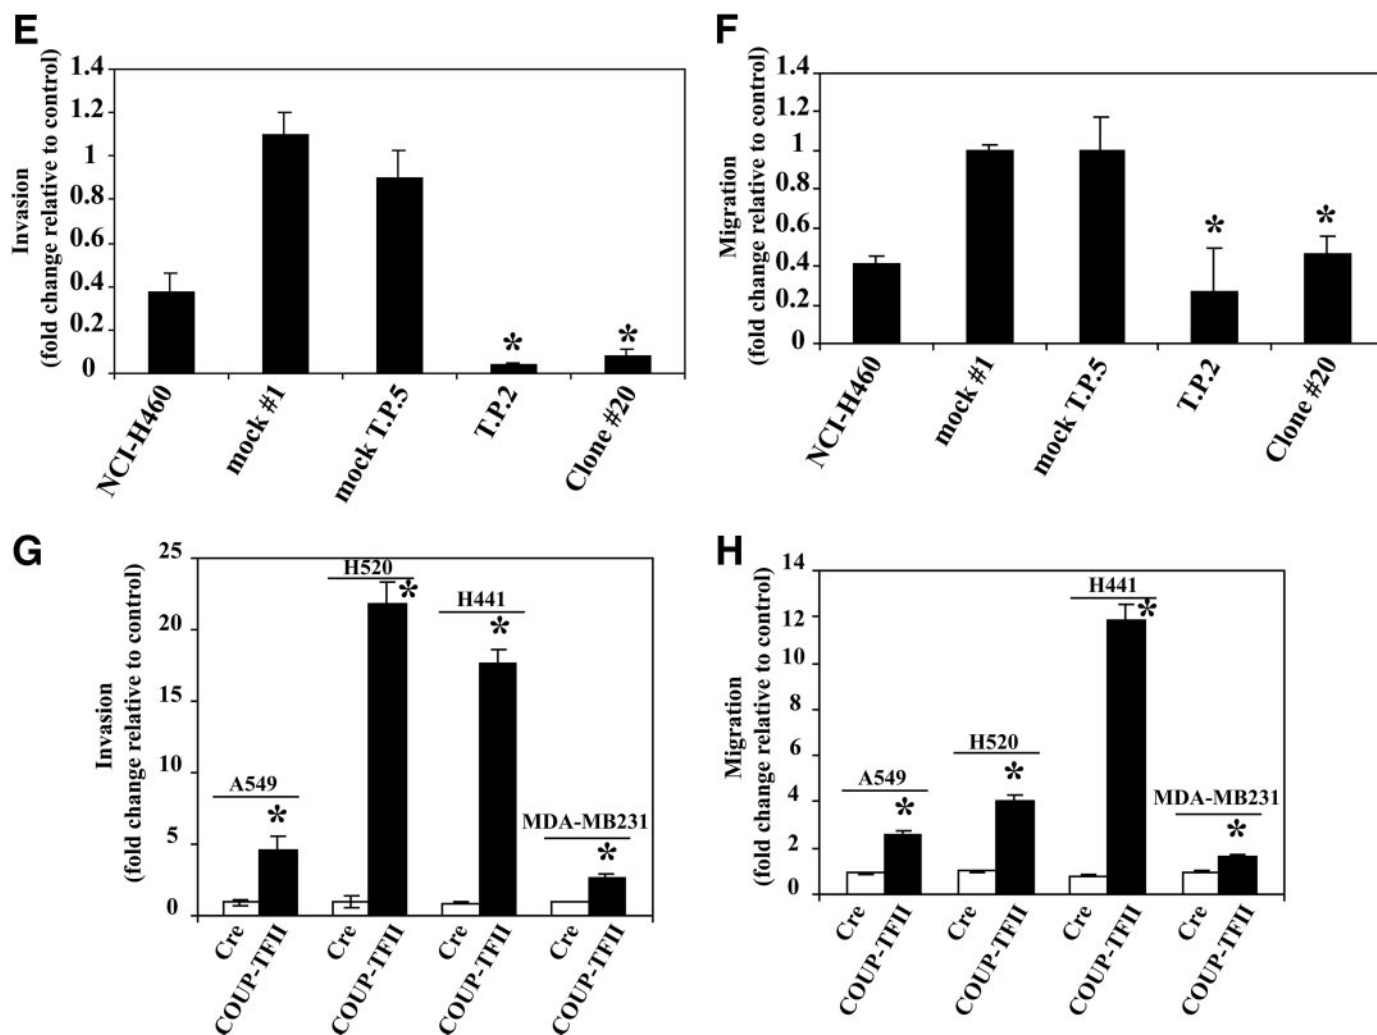 E
Invasion
(fold change relative to control)
1.4
1.2
1
0.8
0.6
0.4
0.2
0
*
*
NCI-H460
mock #1
mock T.P.5
T.P.2
Clone #20
F
Migration
(fold change relative to control)
1.4
1.2
1
0.8
0.6
0.4
0.2
0
*
*
NCI-H460
mock #1
mock T.P.5
T.P.2
Clone #20
G
Invasion
(fold change relative to control)
25
20
15
10
5
0
A549
*
H520
*
H441
*
MDA-MB231
*
Cre
COUP-TFII
Cre
COUP-TFII
Cre
COUP-TFII
Cre
COUP-TFII
H
Migration
(fold change relative to control)
14
12
10
8
6
4
2
0
A549
*
H520
*
H441
*
MDA-MB231
*
Cre
COUP-TFII
Cre
COUP-TFII
Cre
COUP-TFII
Cre
COUP-TFII